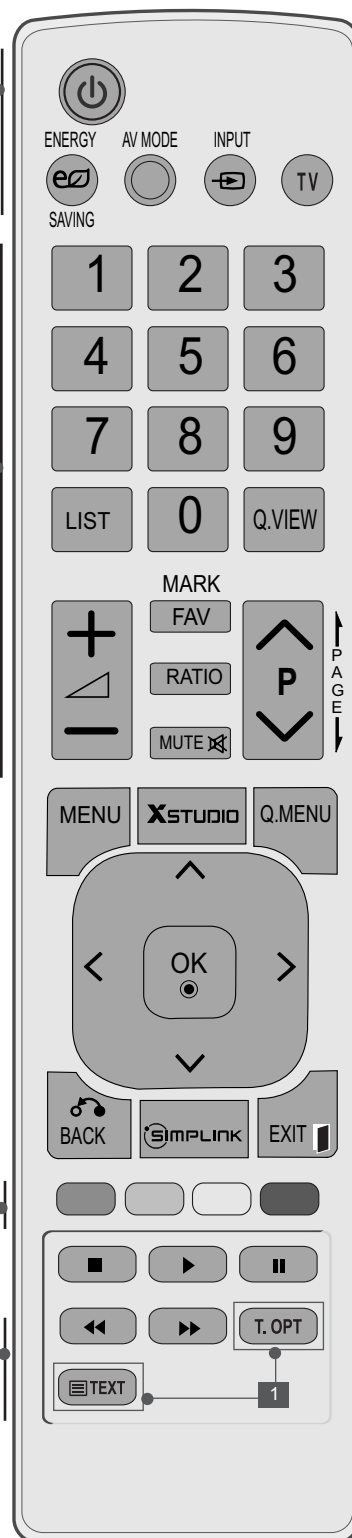 ENERGY AV MODE INPUT
TV
SAVING
1 2 3
4 5 6
7 8 9
LIST 0 Q.VIEW
MARK
FAV
RATIO
P
PAGE
MUTE
MENU XSTUDIO Q.MENU
OK
BACK SIMPLINK EXIT
T. OPT
TEXT
1